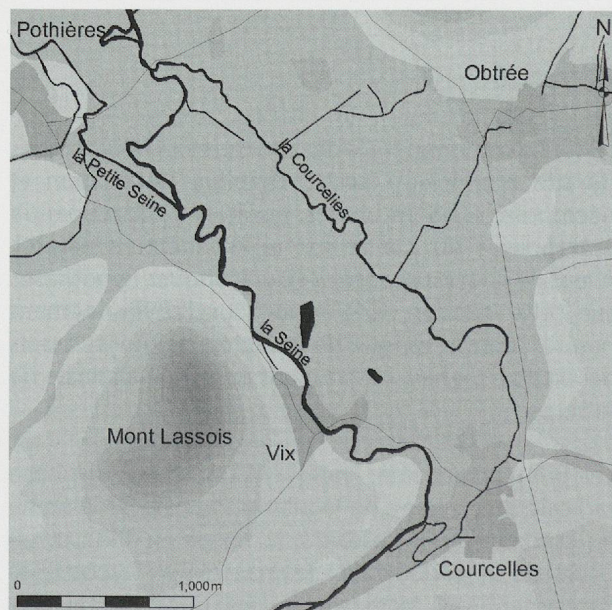 Pothières
N
Obtrée
la Petite Seine
la Courcelles
la Seine
Mont Lassois
Vix
Courcelles
0
1,000m